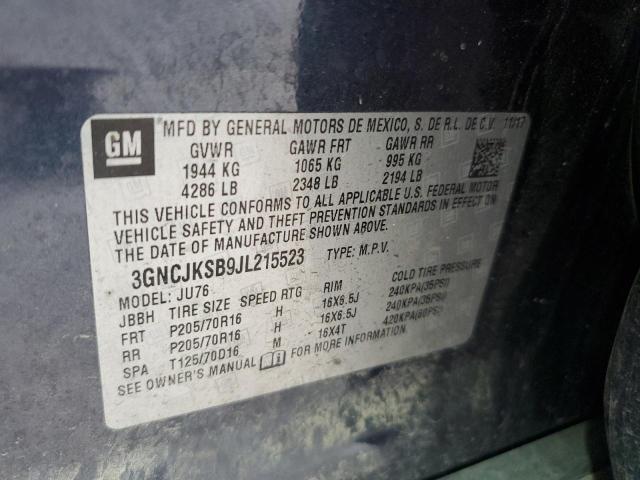 GM MFD BY GENERAL MOTORS DE MEXICO, S. DE R.L. DE C.V. 11/17
GVWR GAWR FRT GAWR RR
1944 KG 1065 KG 995 KG
4286 LB 2348 LB 2194 LB
THIS VEHICLE CONFORMS TO ALL APPLICABLE U.S. FEDERAL MOTOR
VEHICLE SAFETY AND THEFT PREVENTION STANDARDS IN EFFECT ON
THE DATE OF MANUFACTURE SHOWN ABOVE.
3GNCJKSB9JL215523 TYPE: M.P.V.
MODEL: JU76
JBBH TIRE SIZE SPEED RTG RIM COLD TIRE PRESSURE
FRT P205/70R16 H 16X6.5J 240KPA(35PSI)
RR P205/70R16 H 16X6.5J 240KPA(35PSI)
SPA T125/70D16 M 16X4T 420KPA(60PSI)
SEE OWNER'S MANUAL FOR MORE INFORMATION